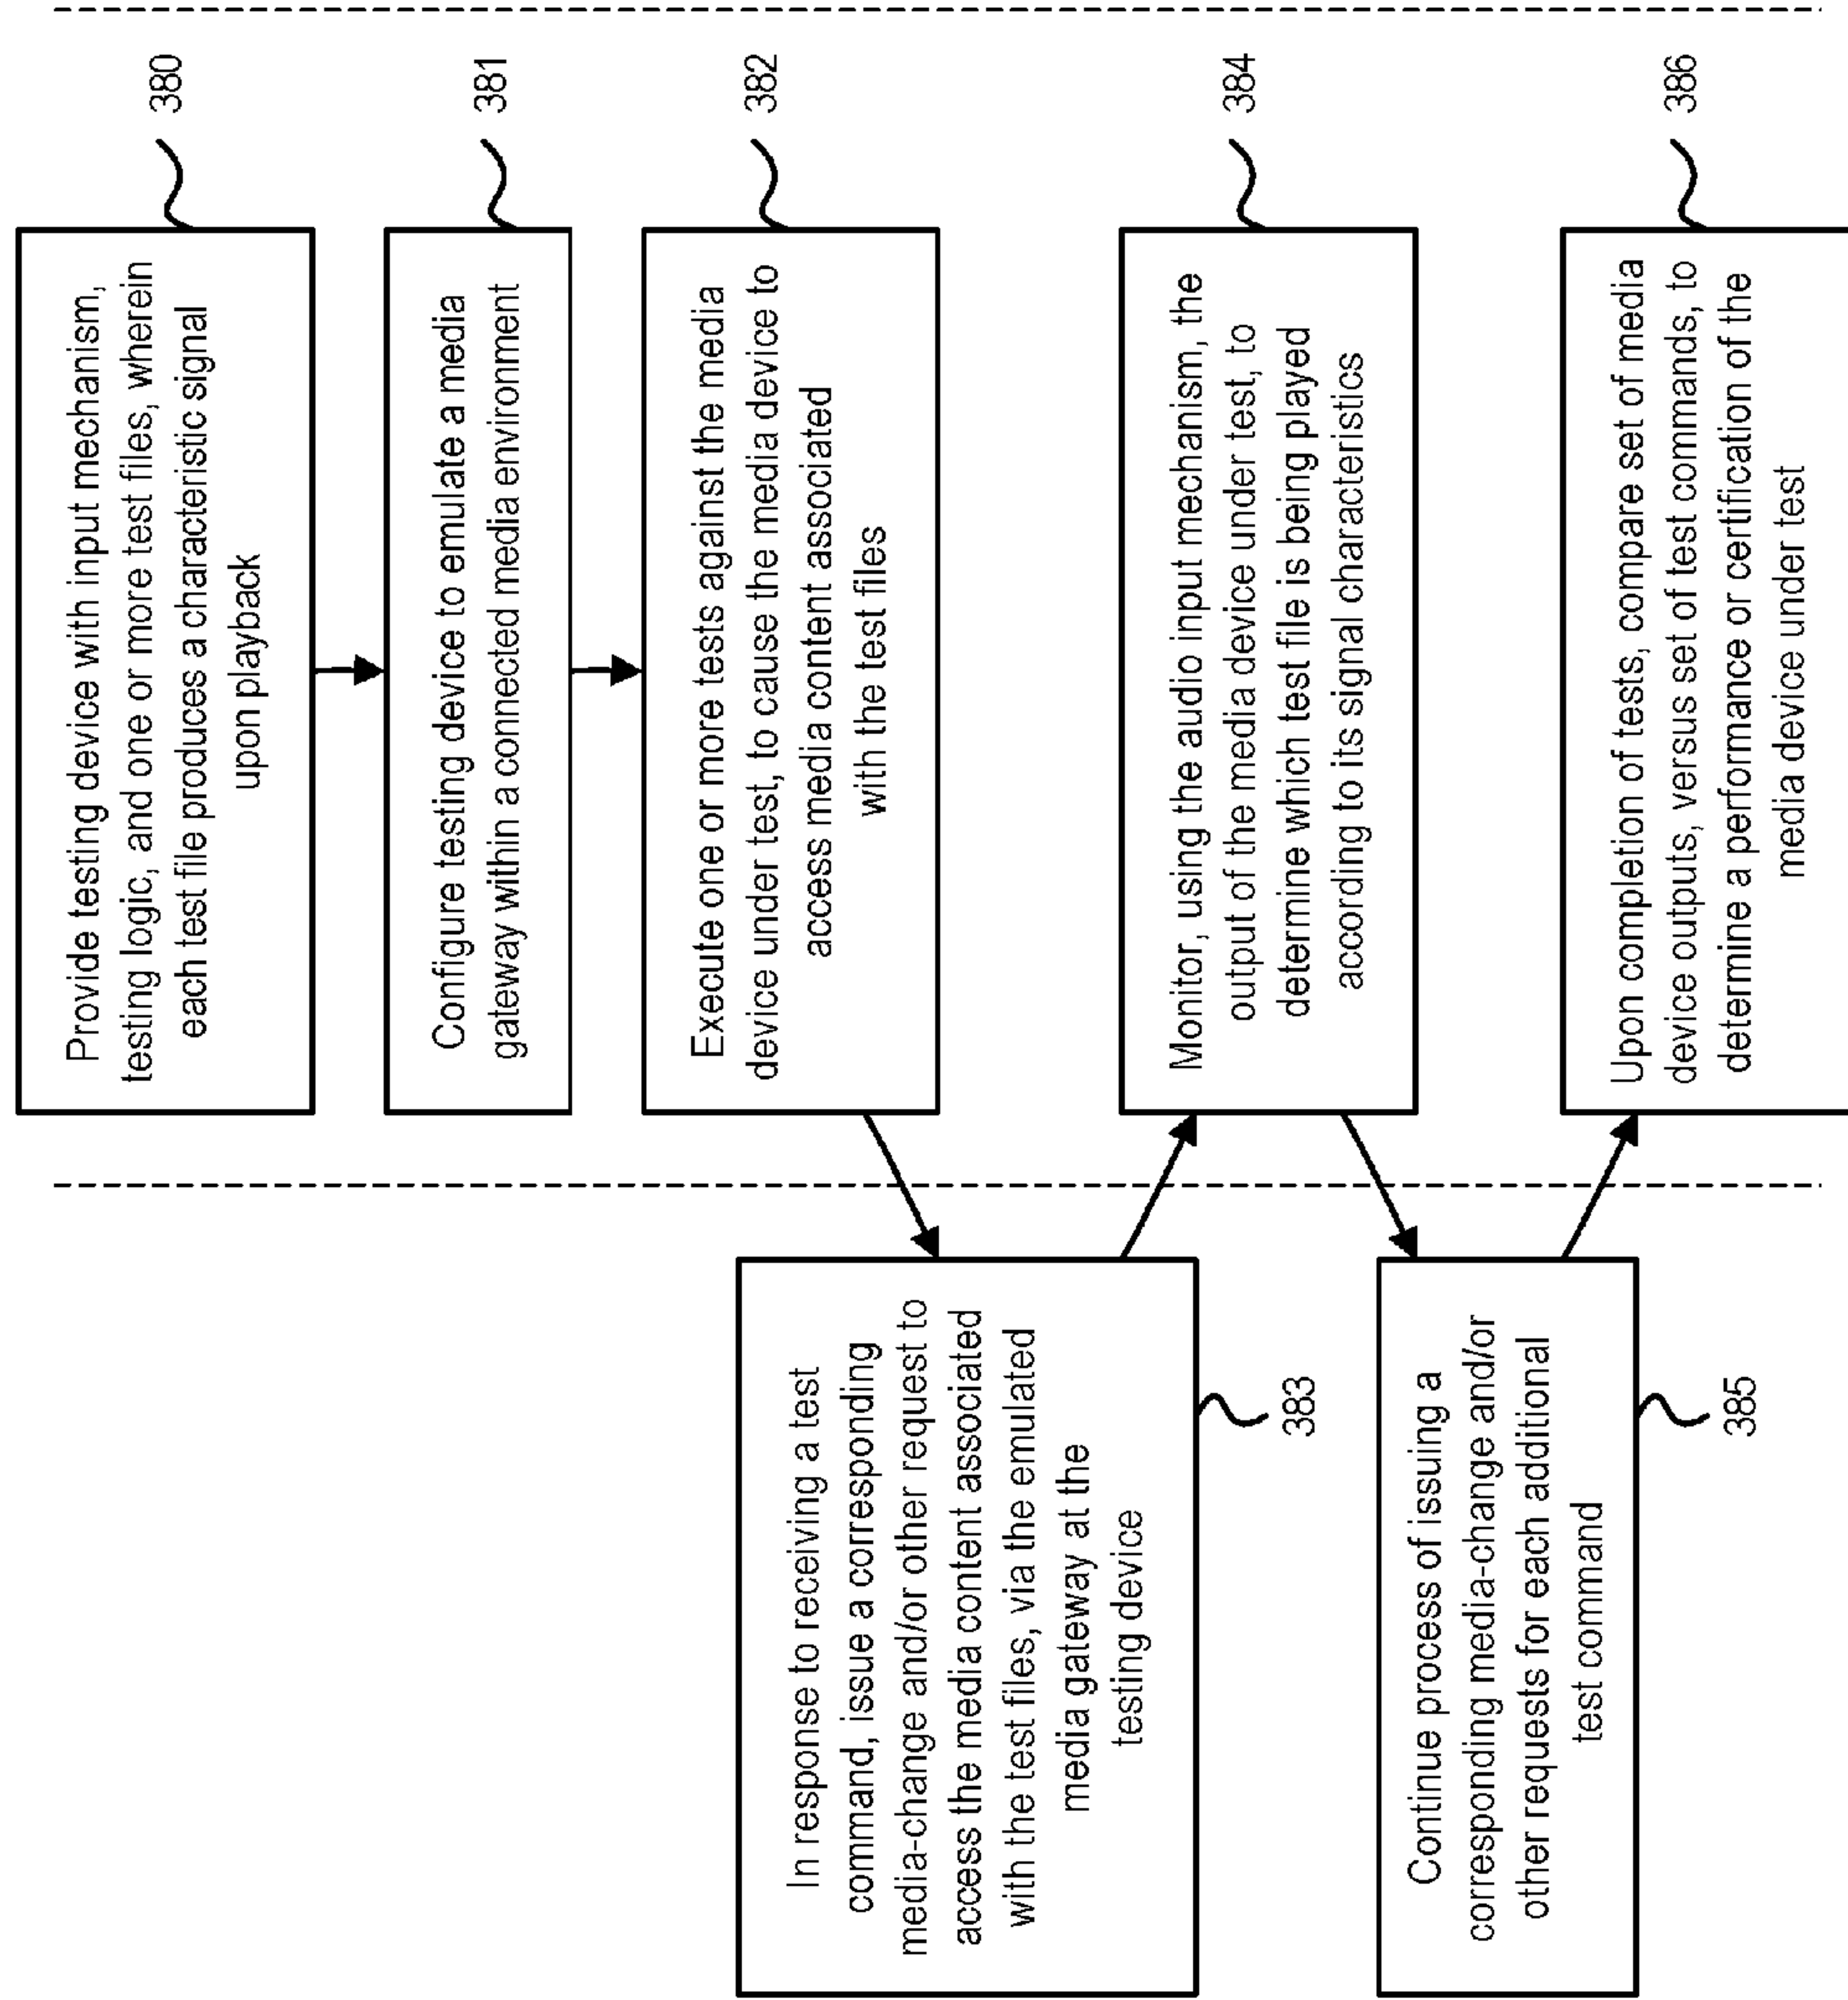 Provide testing device with input mechanism,
testing logic, and one or more test files, wherein
each test file produces a characteristic signal
upon playback
380
Configure testing device to emulate a media
gateway within a connected media environment
381
Execute one or more tests against the media
device under test, to cause the media device to
access media content associated
with the test files
382
In response to receiving a test
command, issue a corresponding
media-change and/or other request to
access the media content associated
with the test files, via the emulated
media gateway at the
testing device
383
Monitor, using the audio input mechanism, the
output of the media device under test, to
determine which test file is being played
according to its signal characteristics
384
Continue process of issuing a
corresponding media-change and/or
other requests for each additional
test command
385
Upon completion of tests, compare set of media
device outputs, versus set of test commands, to
determine a performance or certification of the
media device under test
386